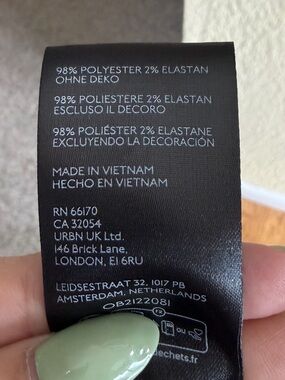 98% POLYESTER 2% ELASTAN
OHNE DEKO
98% POLIESTERE 2% ELASTAN
ESCLUSO IL DECORO
98% POLIÉSTER 2% ELASTANE
EXCLUYENDO LA DECORACIÓN
MADE IN VIETNAM
HECHO EN VIETNAM
RN 66170
CA 32054
URBN UK Ltd.
146 Brick Lane,
LONDON, E1 6RU
LEIDSESTRAAT 32, 1017 PB
AMSTERDAM, NETHERLANDS
OB2122081
FR
OU